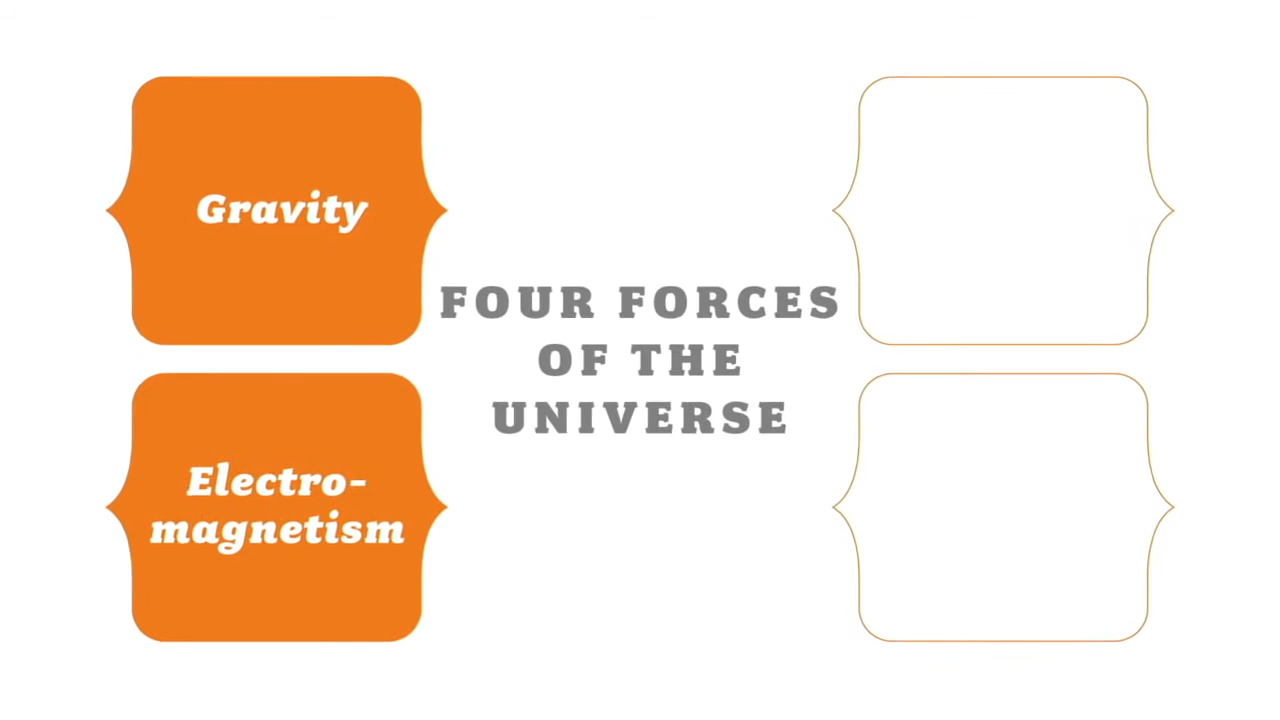 Gravity
FOUR FORCES
OF THE
UNIVERSE
Electro-
magnetism